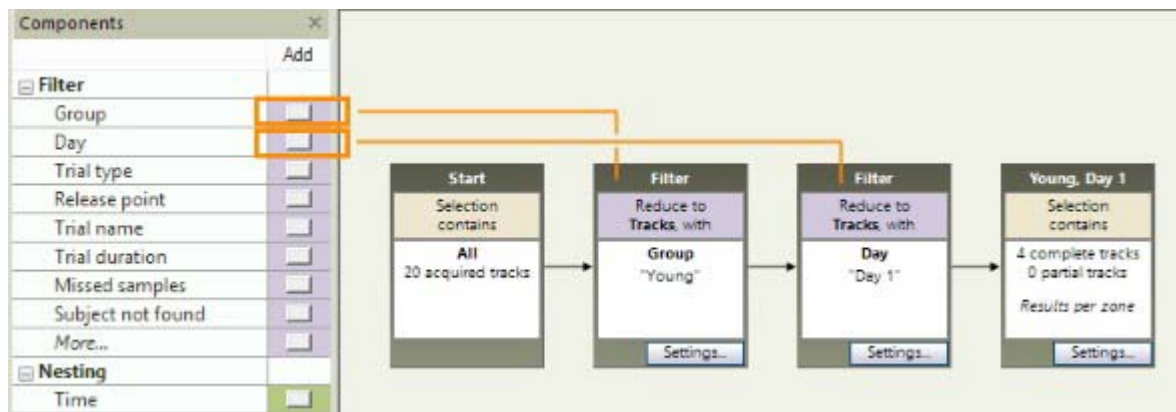 Components ×
Add
Filter
Group
Day
Trial type
Release point
Trial name
Trial duration
Missed samples
Subject not found
More...
Nesting
Time
Start
Selection
contains
All
20 acquired tracks
Filter
Reduce to
Tracks, with
Group
"Young"
Settings...
Filter
Reduce to
Tracks, with
Day
"Day 1"
Settings...
Young, Day 1
Selection
contains
4 complete tracks
0 partial tracks
Results per zone
Settings...